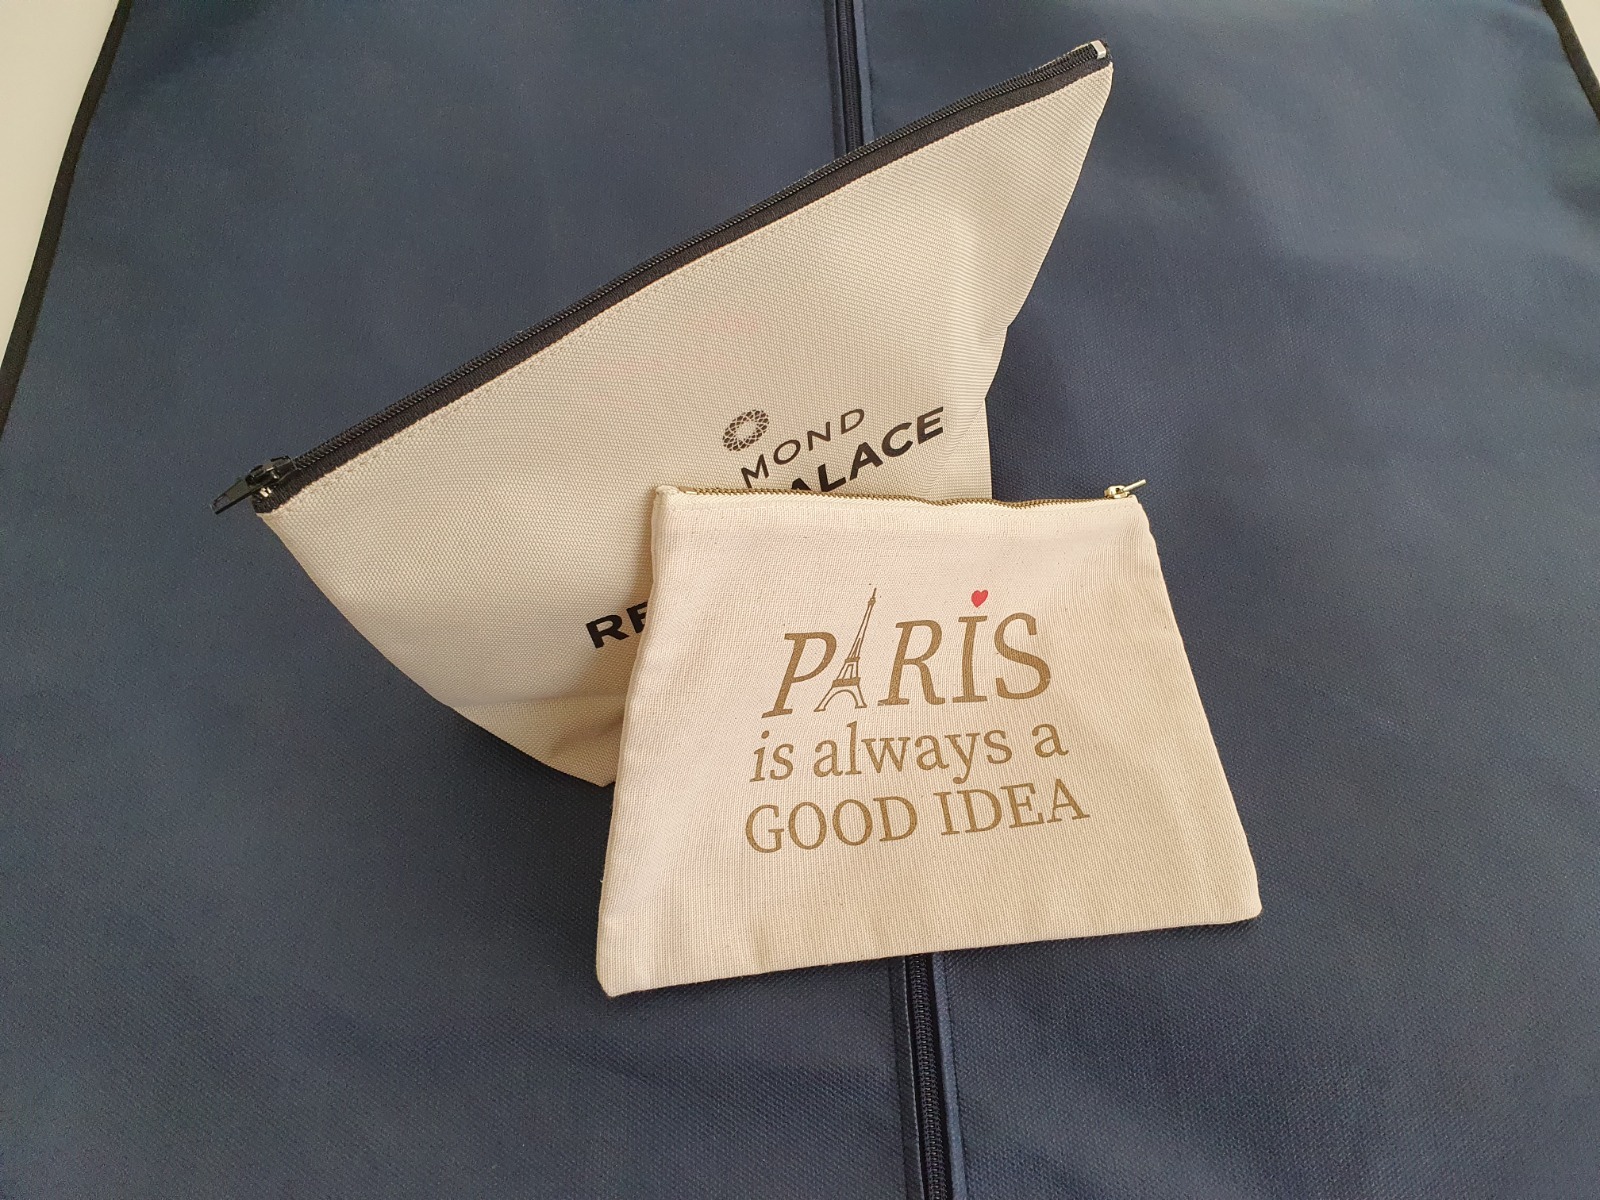 MOND
ALACE
RE
PARIS
is always a
GOOD IDEA